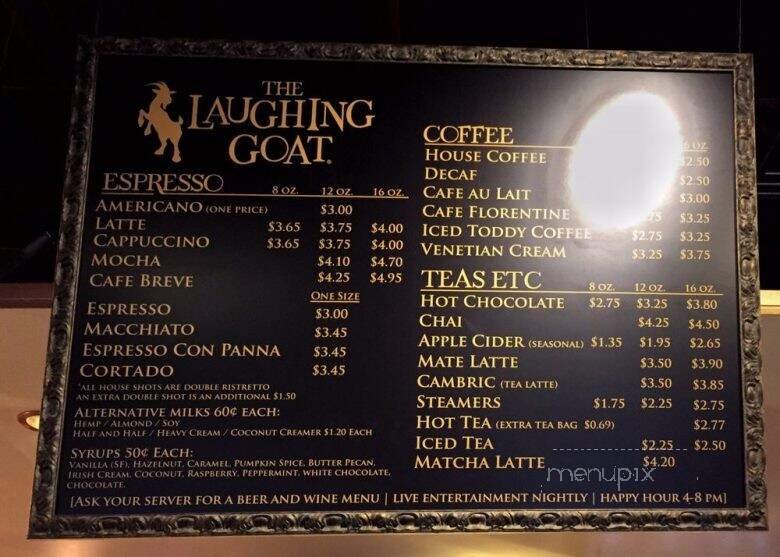 THE
LAUGHING
GOAT.
ESPRESSO 8 OZ. 12 OZ. 16 OZ.
AMERICANO (ONE PRICE) $3.00
LATTE $3.65 $3.75 $4.00
CAPPUCCINO $3.65 $3.75 $4.00
MOCHA $4.10 $4.70
CAFE BREVE $4.25 $4.95
ONE SIZE
ESPRESSO $3.00
MACCHIATO $3.45
ESPRESSO CON PANNA $3.45
CORTADO $3.45
*ALL HOUSE SHOTS ARE DOUBLE RISTRETTO
AN EXTRA DOUBLE SHOT IS AN ADDITIONAL $1.50
ALTERNATIVE MILKS 60¢ EACH:
HEMP / ALMOND / SOY
HALF AND HALF / HEAVY CREAM / COCONUT CREAMER $1.20 EACH
SYRUPS 50¢ EACH:
VANILLA (SF), HAZELNUT, CARAMEL, PUMPKIN SPICE, BUTTER PECAN,
IRISH CREAM, COCONUT, RASPBERRY, PEPPERMINT, WHITE CHOCOLATE,
CHOCOLATE.
COFFEE OZ.
HOUSE COFFEE $2.50
DECAF $2.50
CAFE AU LAIT $3.00
CAFE FLORENTINE $3.25
ICED TODDY COFFEE $2.75 $3.25
VENETIAN CREAM $3.25 $3.75
TEAS ETC 8 OZ. 12 OZ. 16 OZ.
HOT CHOCOLATE $2.75 $3.25 $3.80
CHAI $4.25 $4.50
APPLE CIDER (SEASONAL) $1.35 $1.95 $2.65
MATE LATTE $3.50 $3.90
CAMBRIC (TEA LATTE) $3.50 $3.85
STEAMERS $1.75 $2.25 $2.75
HOT TEA (EXTRA TEA BAG $0.69) $2.77
ICED TEA $2.25 $2.50
MATCHA LATTE $4.20
menupix
[ASK YOUR SERVER FOR A BEER AND WINE MENU | LIVE ENTERTAINMENT NIGHTLY | HAPPY HOUR 4-8 PM]